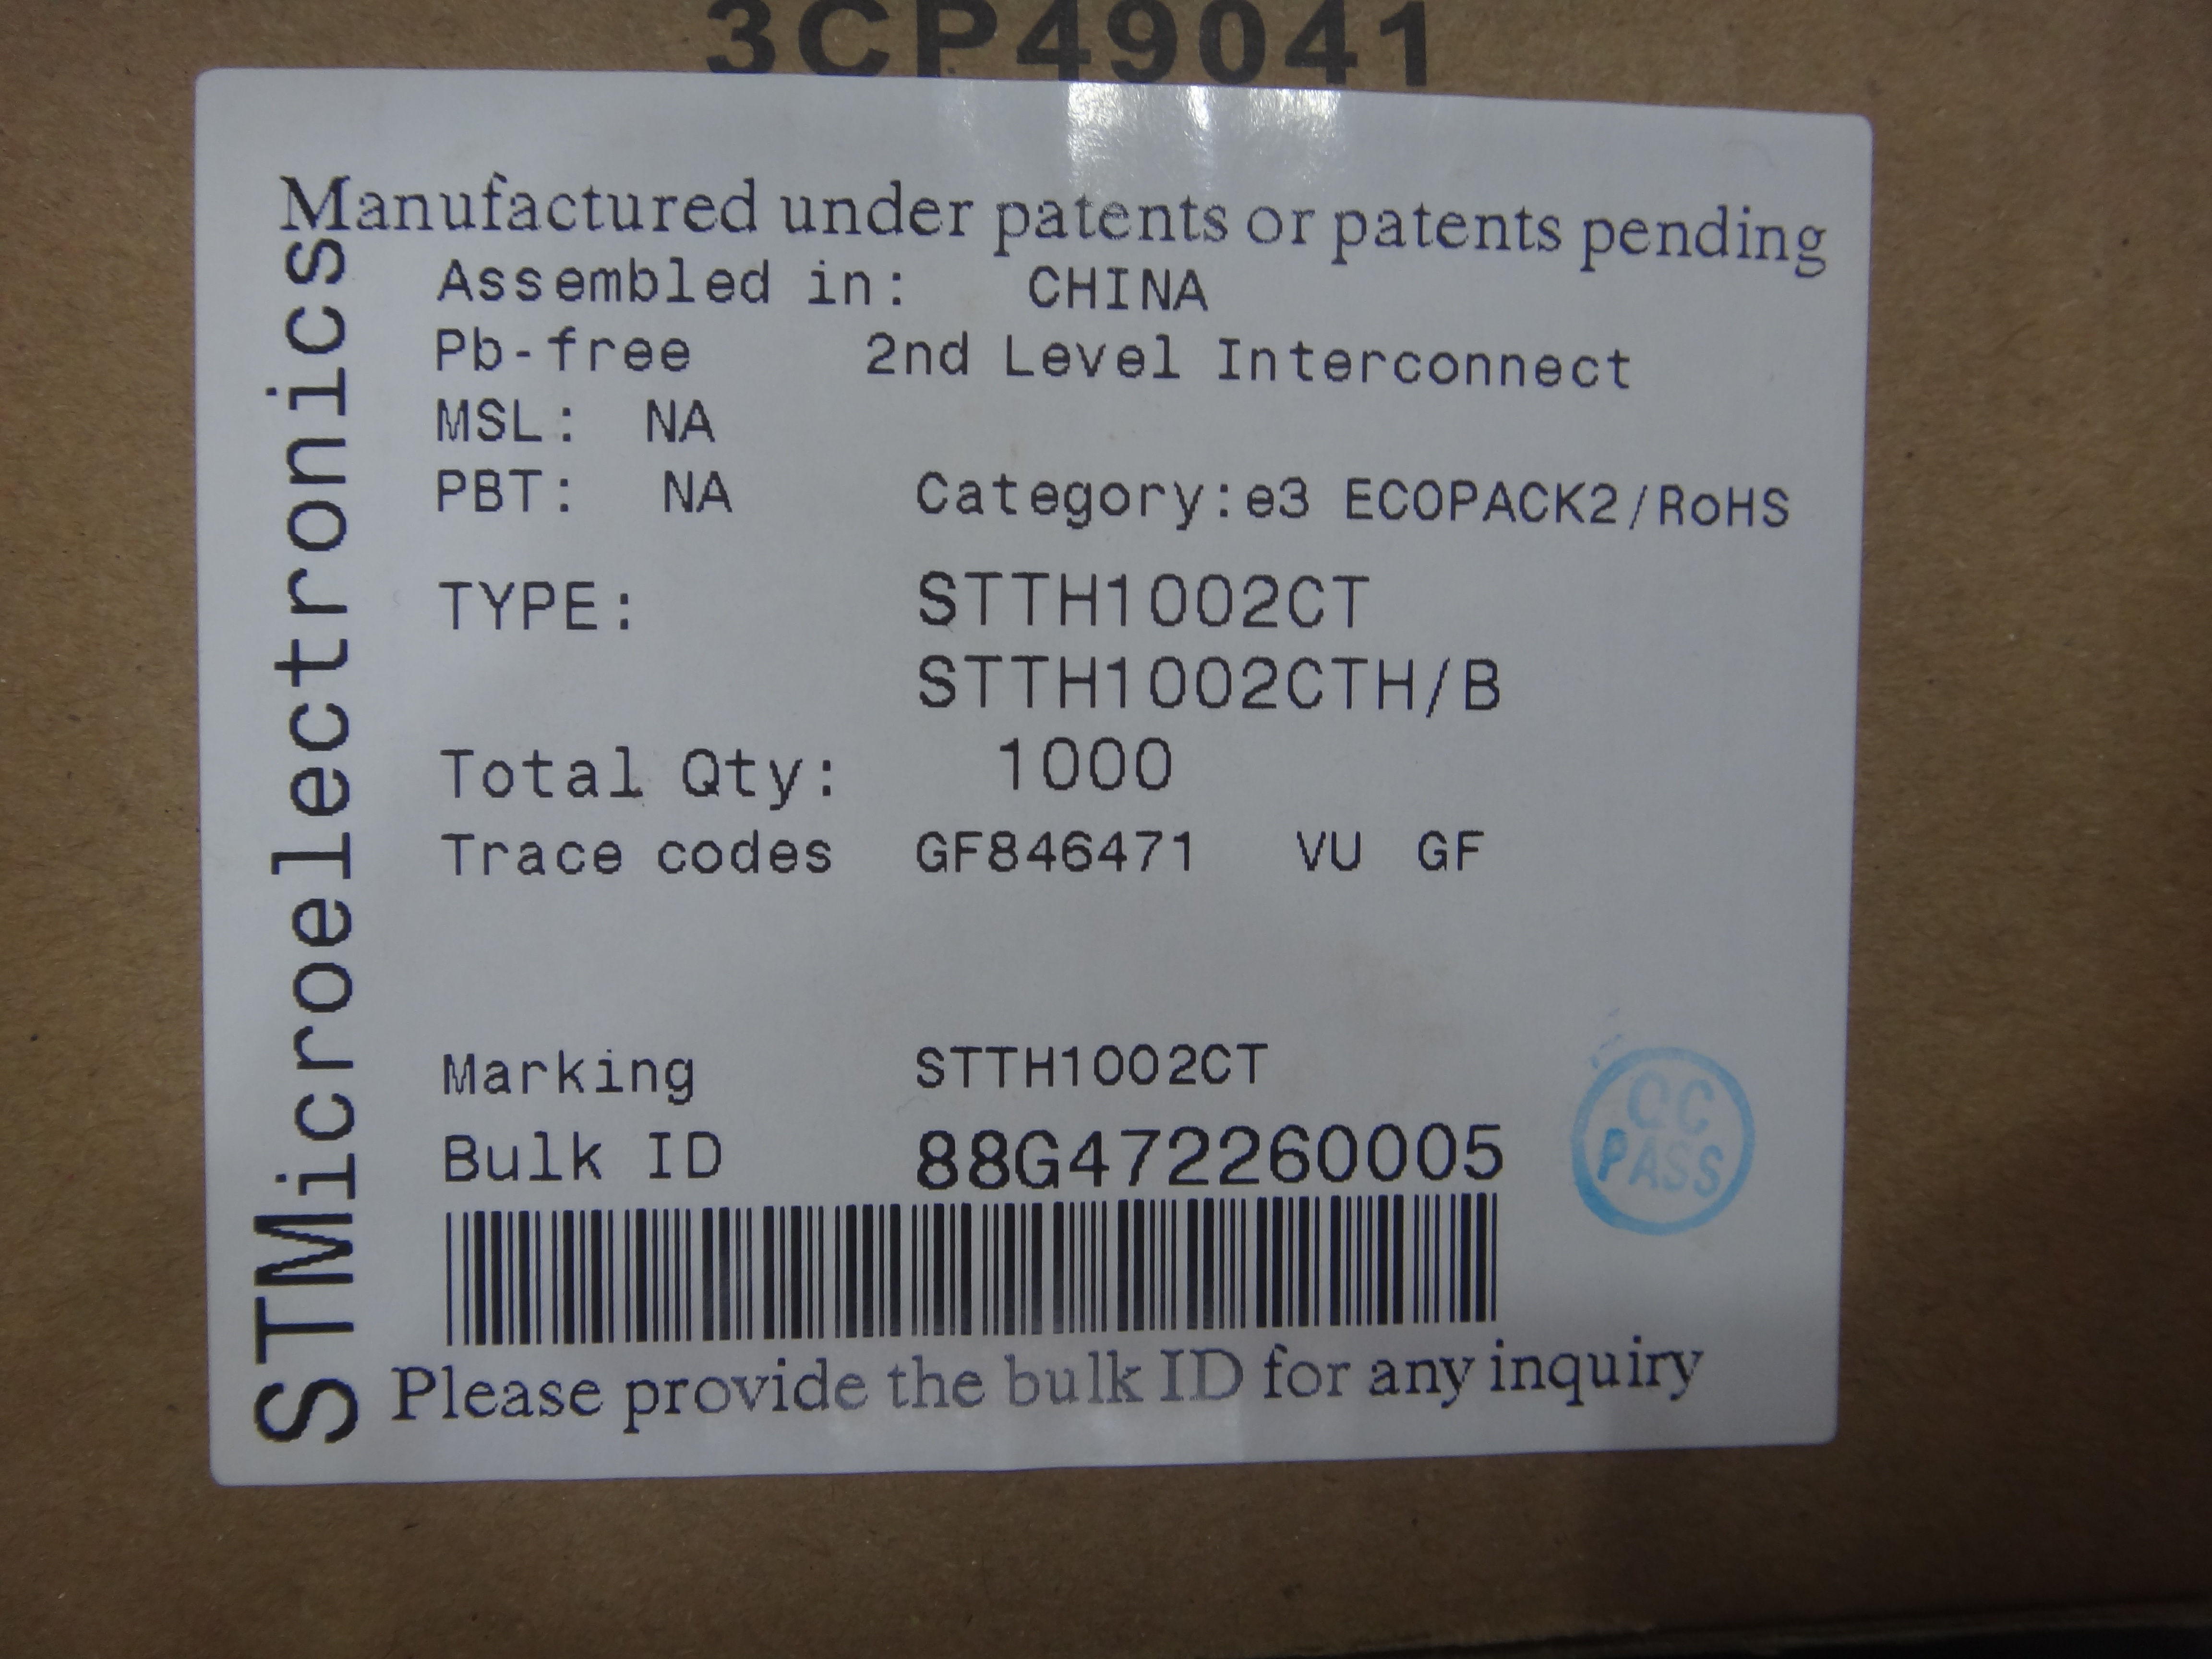 3CP49041
Manufactured under patents or patents pending
STMicroelectronics
Assembled in: CHINA
Pb-free 2nd Level Interconnect
MSL: NA
PBT: NA Category:e3 ECOPACK2/RoHS
TYPE: STTH1002CT
STTH1002CTH/B
Total Qty: 1000
Trace codes GF846471 VU GF
Marking STTH1002CT
Bulk ID 88G472260005
QC
PASS
Please provide the bulk ID for any inquiry